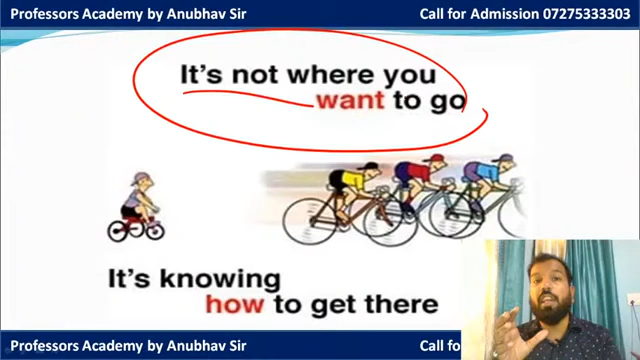 Professors Academy by Anubhav Sir Call for Admission 07275333303
It's not where you
want to go
It's knowing
how to get there
Professors Academy by Anubhav Sir Call f